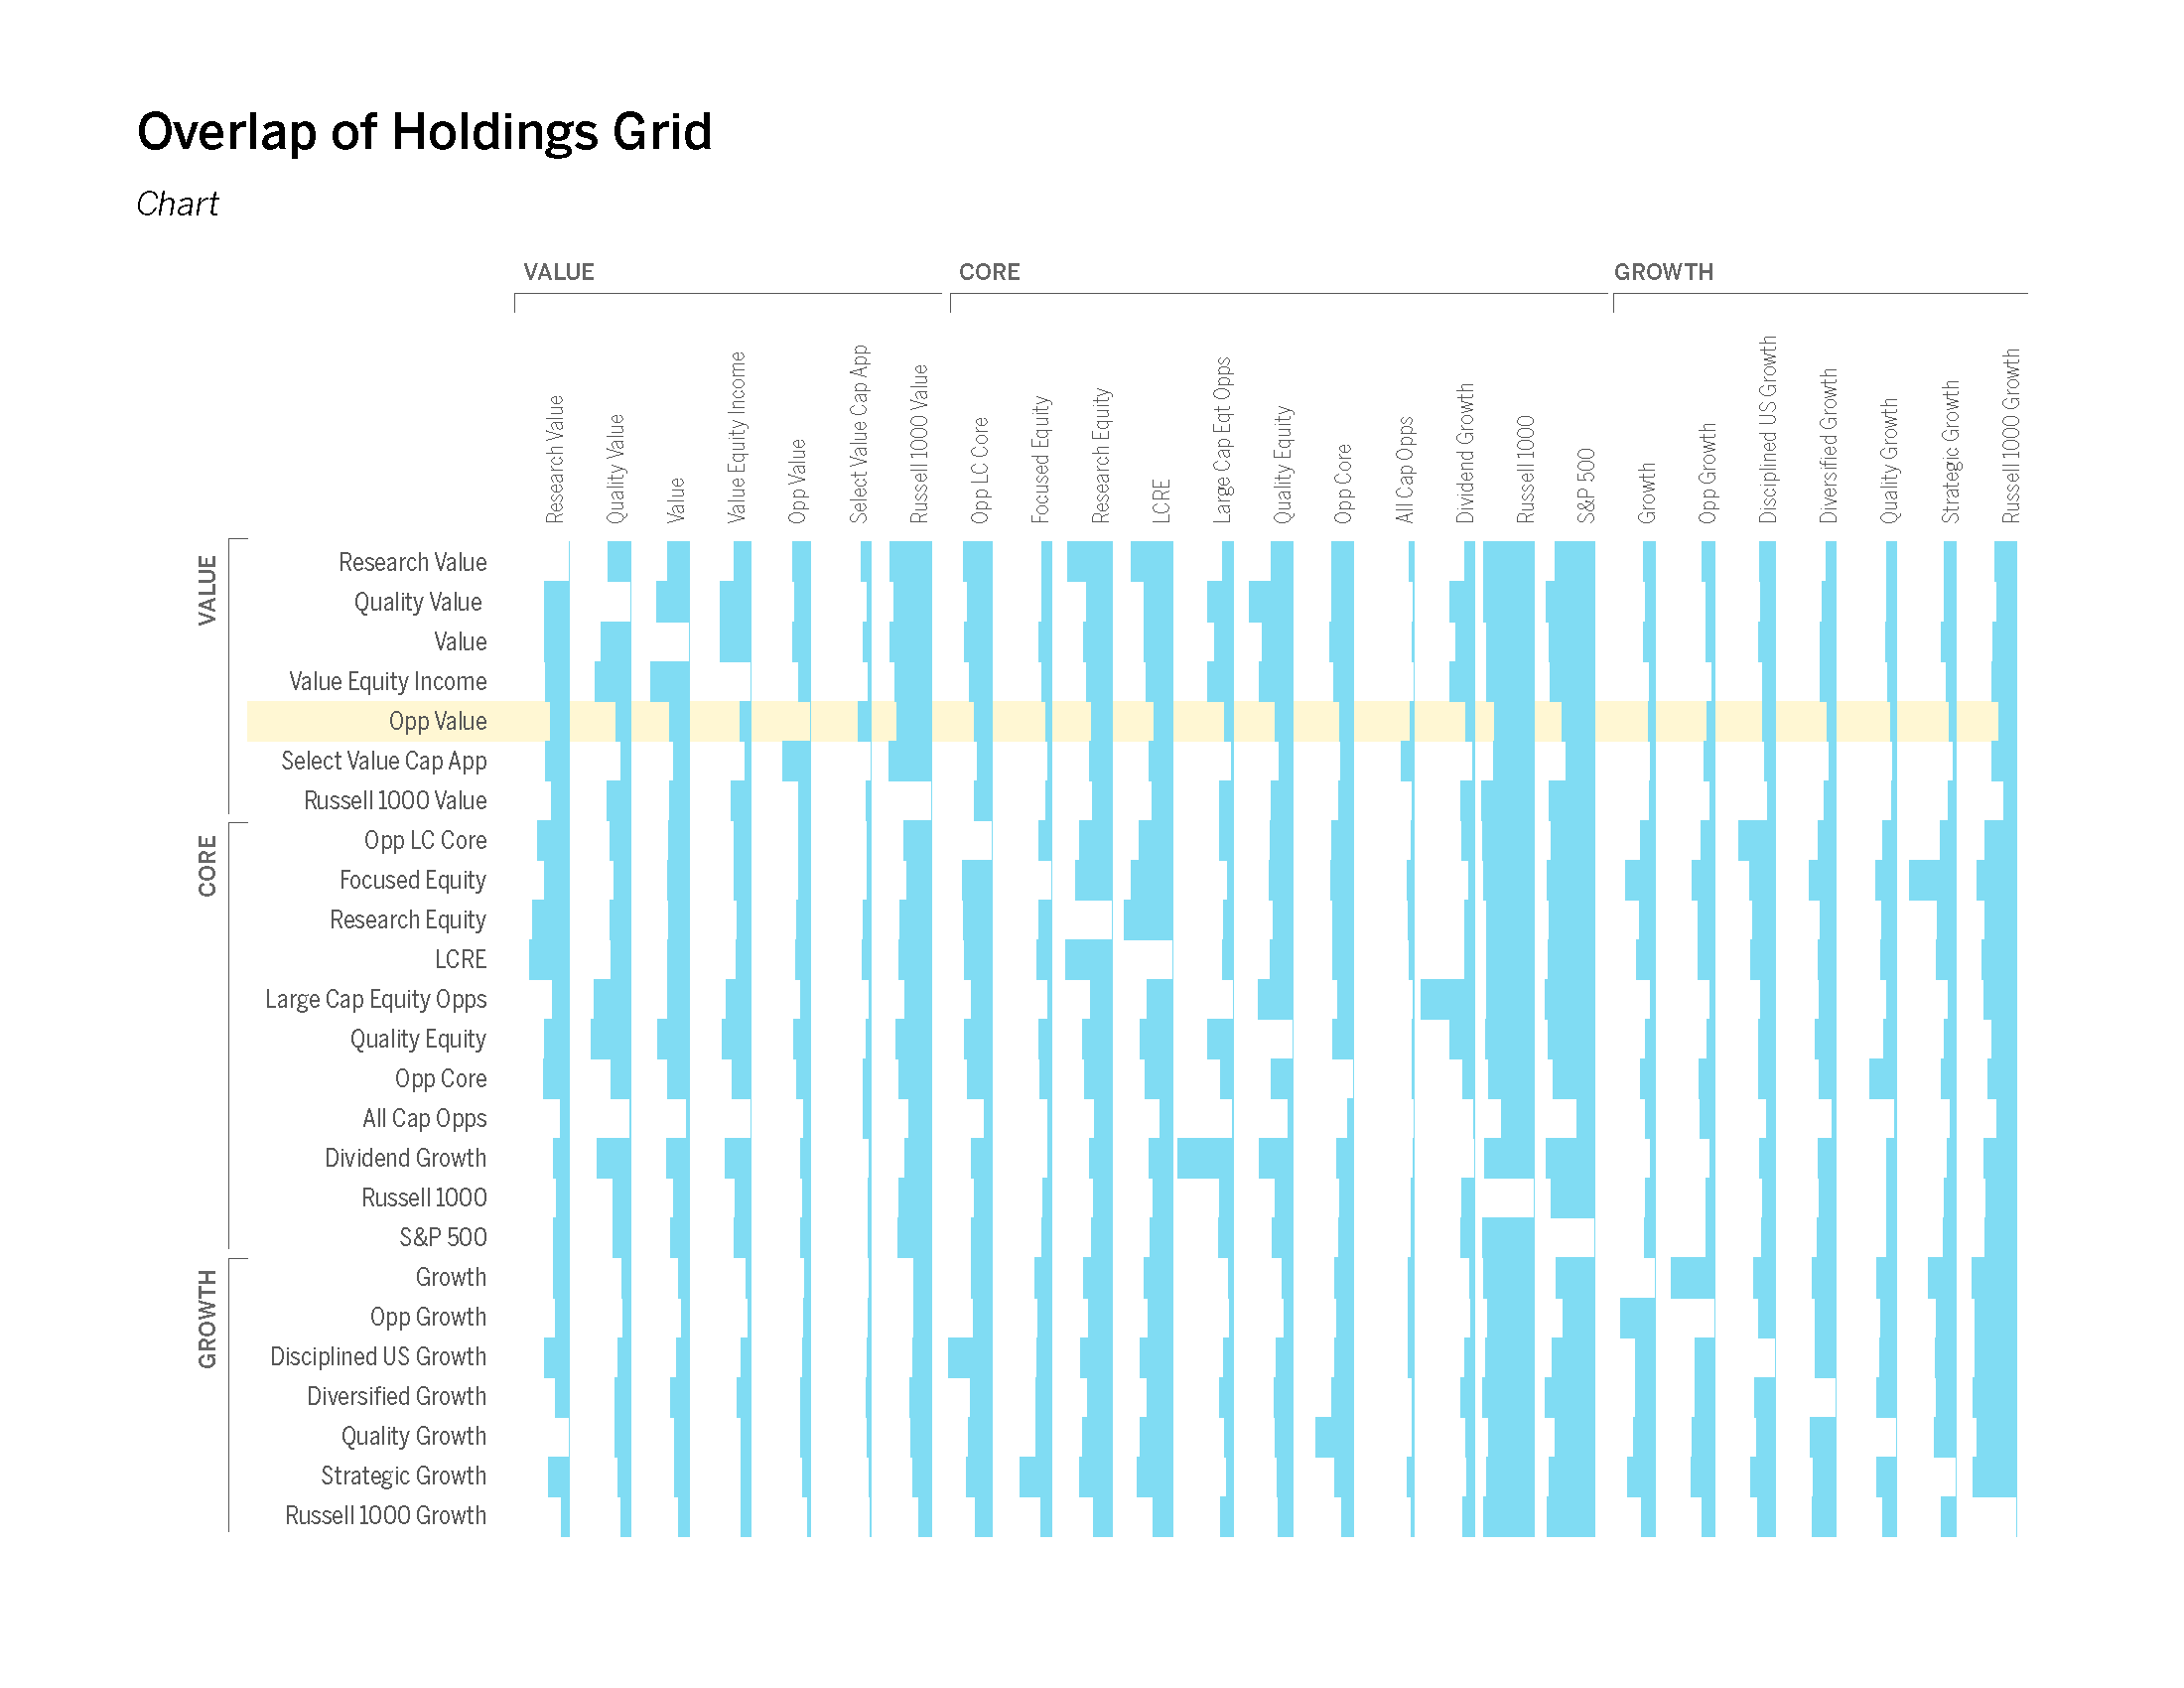 Overlap of Holdings Grid
Chart
VALUE
CORE
GROWTH
Research Value
Quality Value
Value
Value Equity Income
Opp Value
Select Value Cap App
Russell 1000 Value
Opp LC Core
Focused Equity
Research Equity
LCRE
Large Cap Eqt Opps
Quality Equity
Opp Core
All Cap Opps
Dividend Growth
Russell 1000
S&P 500
Growth
Opp Growth
Disciplined US Growth
Diversified Growth
Quality Growth
Strategic Growth
Russell 1000 Growth
VALUE
Research Value
Quality Value
Value
Value Equity Income
Opp Value
Select Value Cap App
Russell 1000 Value
CORE
Opp LC Core
Focused Equity
Research Equity
LCRE
Large Cap Equity Opps
Quality Equity
Opp Core
All Cap Opps
Dividend Growth
Russell 1000
S&P 500
GROWTH
Growth
Opp Growth
Disciplined US Growth
Diversified Growth
Quality Growth
Strategic Growth
Russell 1000 Growth